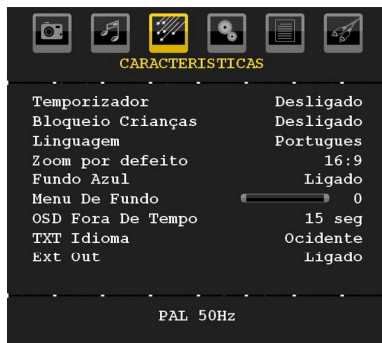 CARACTERISTICAS
Temporizador Desligado
Bloqueio Crianças Desligado
Linguagem Portugues
Zoom por defeito 16:9
Fundo Azul Ligado
Menu De Fundo 0
OSD Fora De Tempo 15 seg
TXT Idioma Ocidente
Ext Out Ligado
PAL 50Hz